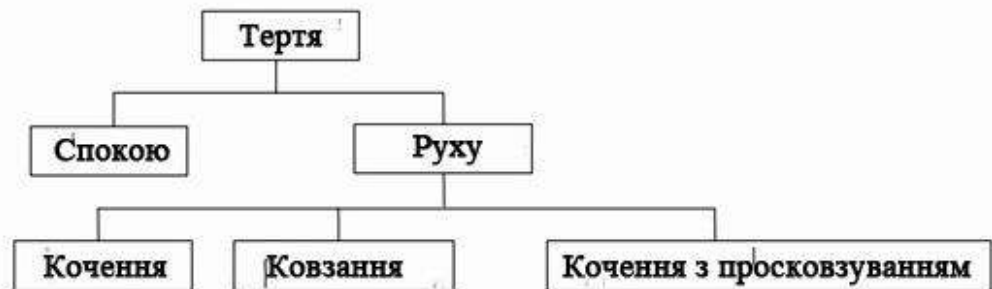 Тертя
Спокою
Руху
Кочення
Ковзання
Кочення з просковзуванням